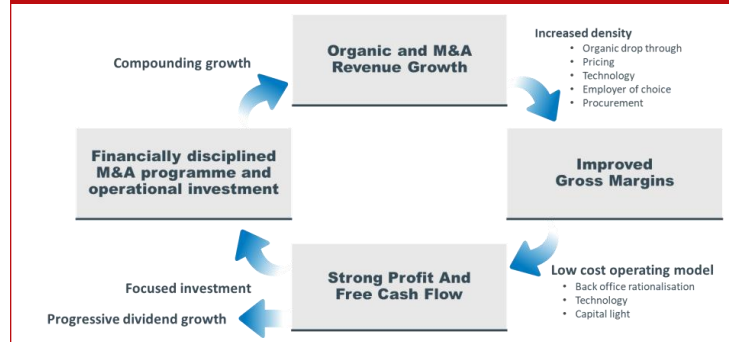 Organic and M&A
Revenue Growth
Increased density
• Organic drop through
• Pricing
• Technology
• Employer of choice
• Procurement
Compounding growth
Financially disciplined
M&A programme and
operational investment
Improved
Gross Margins
Strong Profit And
Free Cash Flow
Low cost operating model
• Back office rationalisation
• Technology
• Capital light
Focused investment
Progressive dividend growth